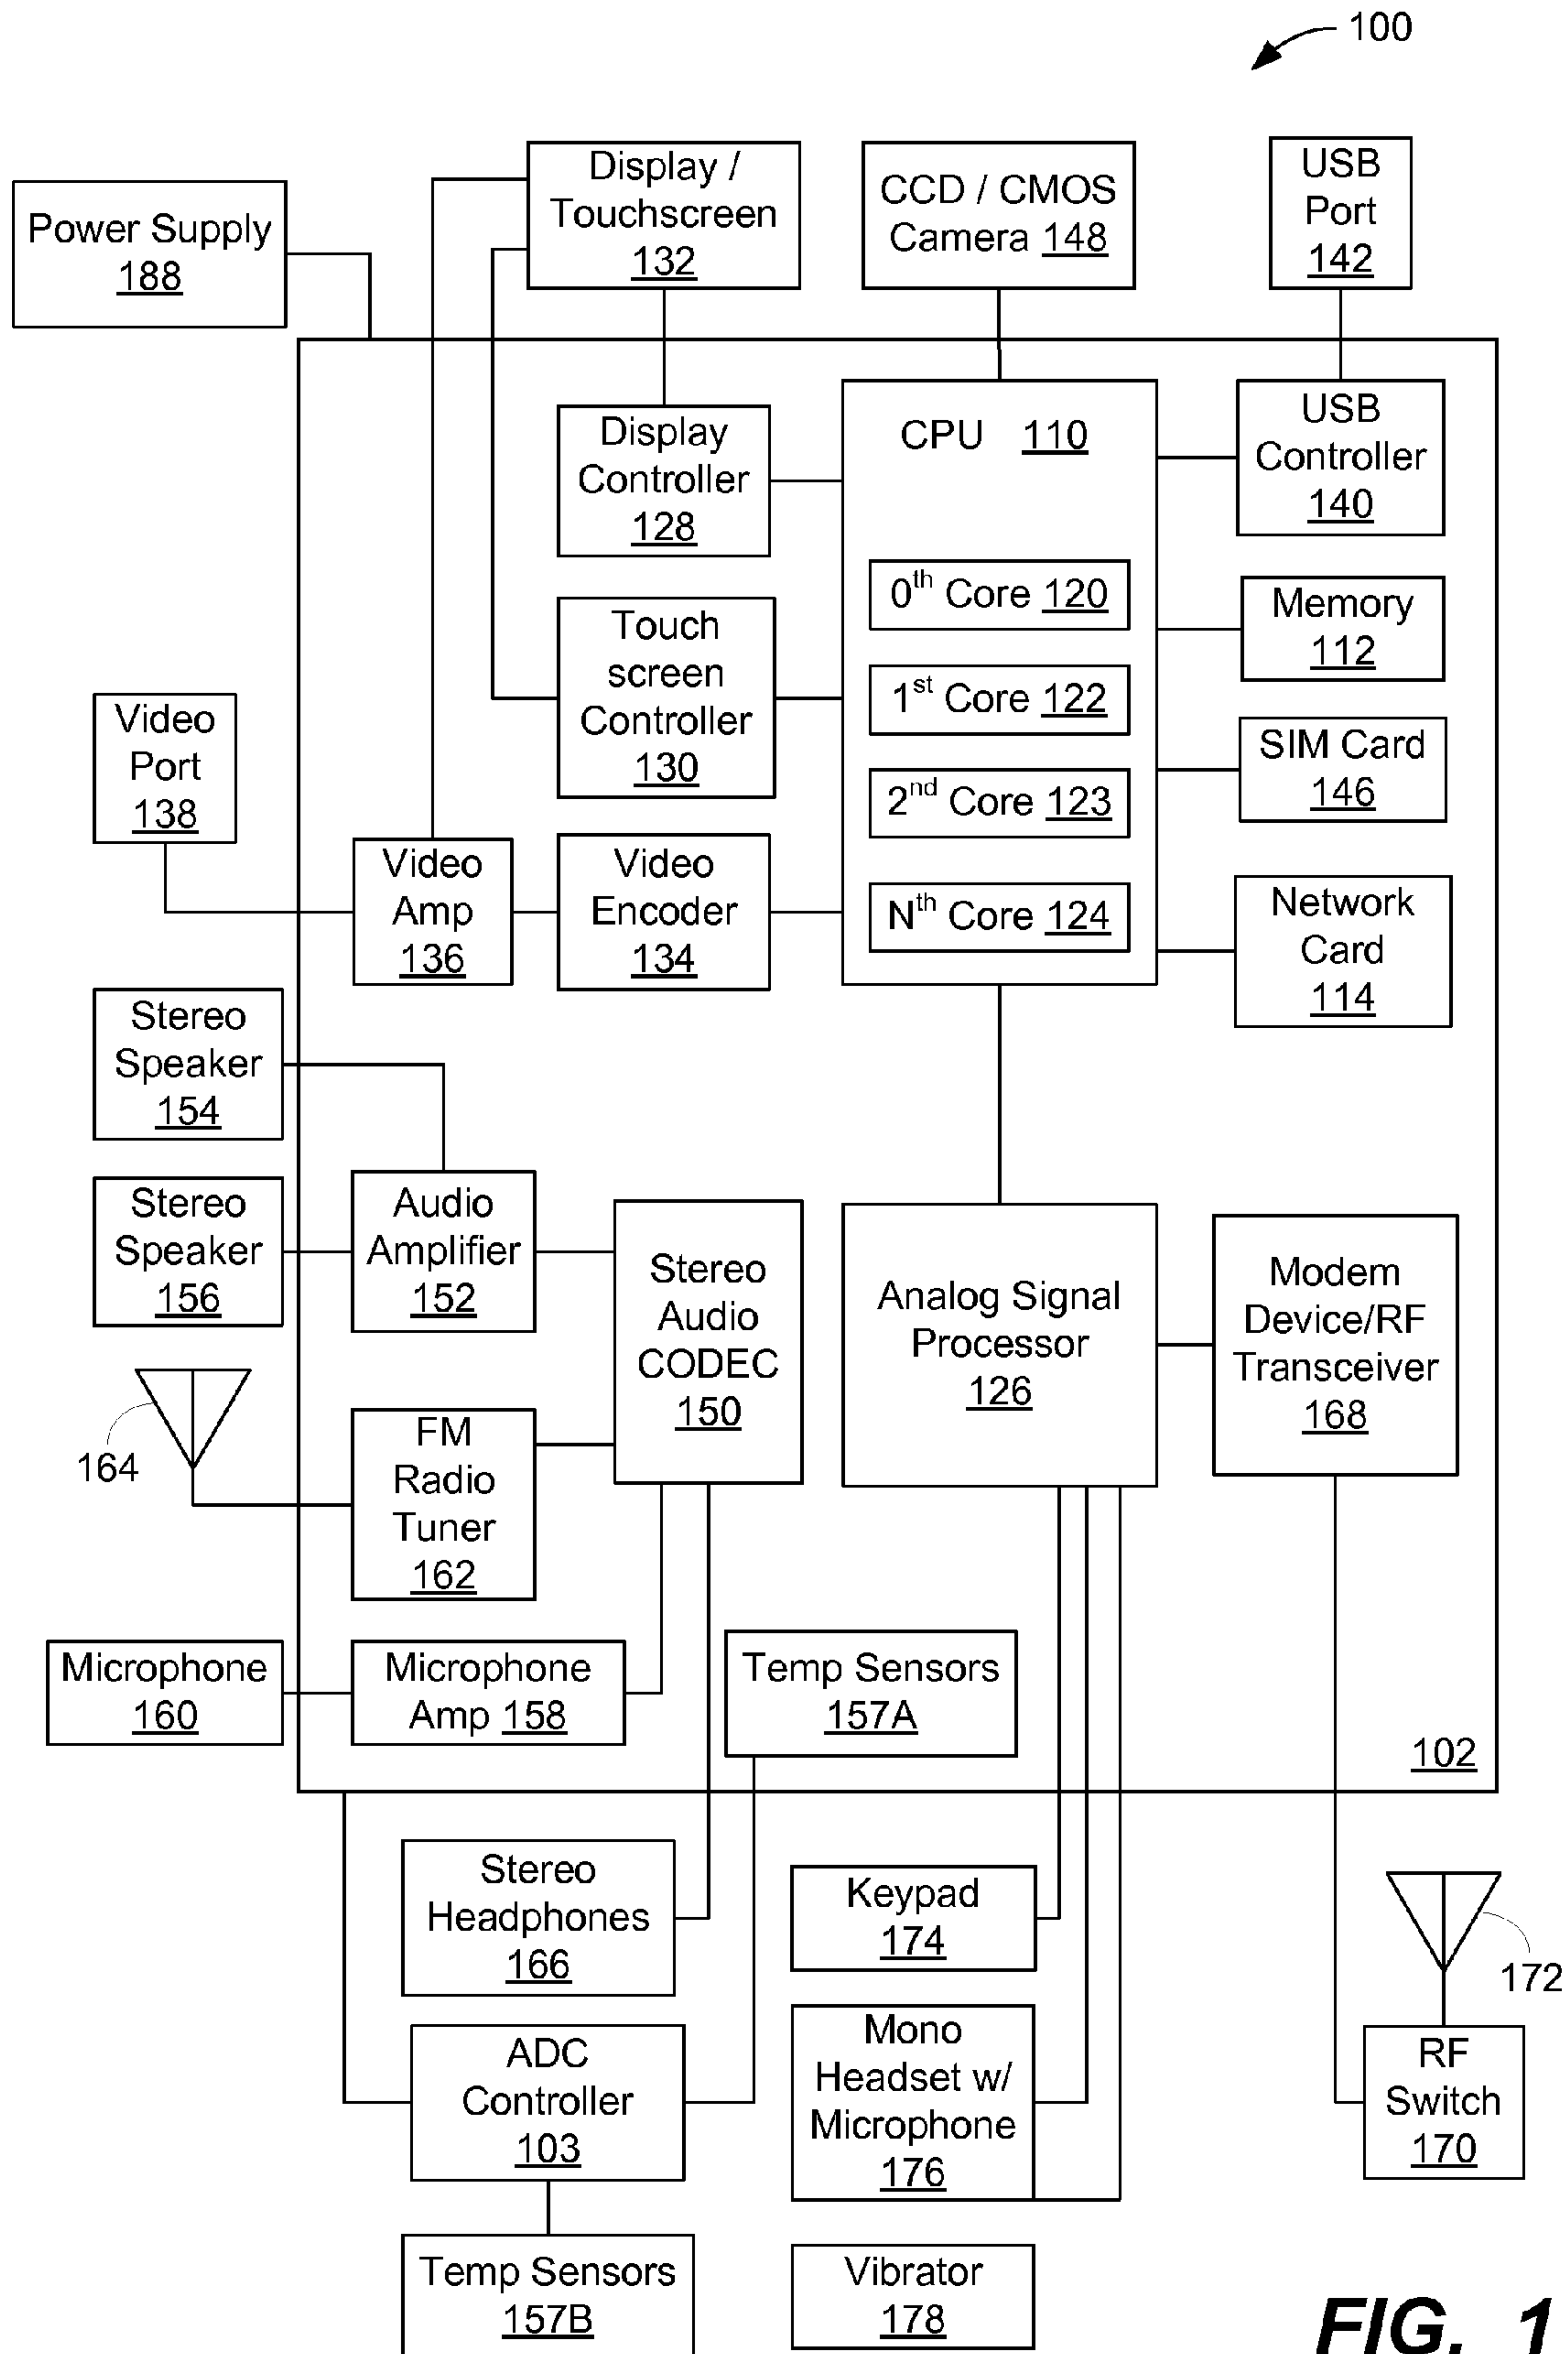 100
Power Supply
188
Display /
Touchscreen
132
CCD / CMOS
Camera 148
USB
Port
142
Display
Controller
128
CPU 110
USB
Controller
140
0th Core 120
Memory
112
Touch
screen
Controller
130
1st Core 122
Video
Port
138
SIM Card
146
2nd Core 123
Video
Amp
136
Video
Encoder
134
Nth Core 124
Network
Card
114
Stereo
Speaker
154
Stereo
Speaker
156
Audio
Amplifier
152
Stereo
Audio
CODEC
150
Analog Signal
Processor
126
Modem
Device/RF
Transceiver
168
164
FM
Radio
Tuner
162
Microphone
160
Microphone
Amp 158
Temp Sensors
157A
102
Stereo
Headphones
166
Keypad
174
172
ADC
Controller
103
Mono
Headset w/
Microphone
176
RF
Switch
170
Temp Sensors
157B
Vibrator
178
FIG. 1